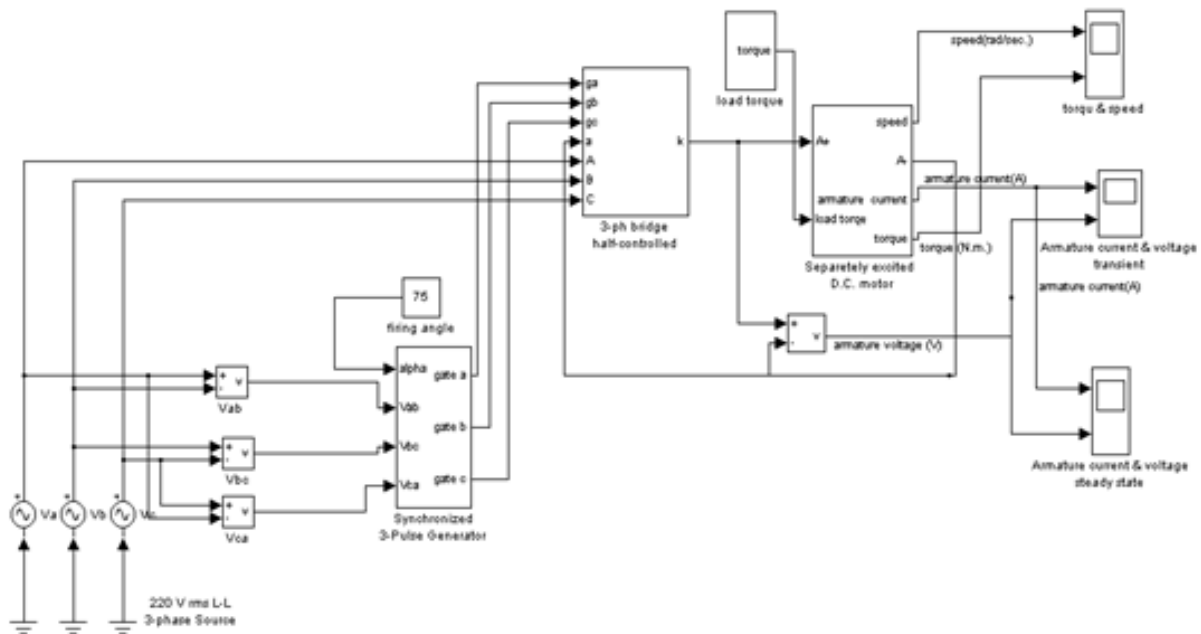 torque
load torque
speed(rad/sec.)
torqu & speed
ga
gb
gc
a
A
B
C
k
3-ph bridge
half-controlled
A+
load torqe
speed
A-
armature current
torque
Separetely excited
D.C. motor
armature current(A)
torque (N.m.)
Armature current & voltage
transient
armature current(A)
75
firing angle
+
-
v
armature voltage (V)
alpha
Vab
Vbc
Vca
gate a
gate b
gate c
Synchronized
3-Pulse Generator
+
-
v
Vab
+
-
v
Vbc
+
-
v
Vca
Armature current & voltage
steady state
+
Va
+
Vb
+
220 V rms L-L
3-phase Source